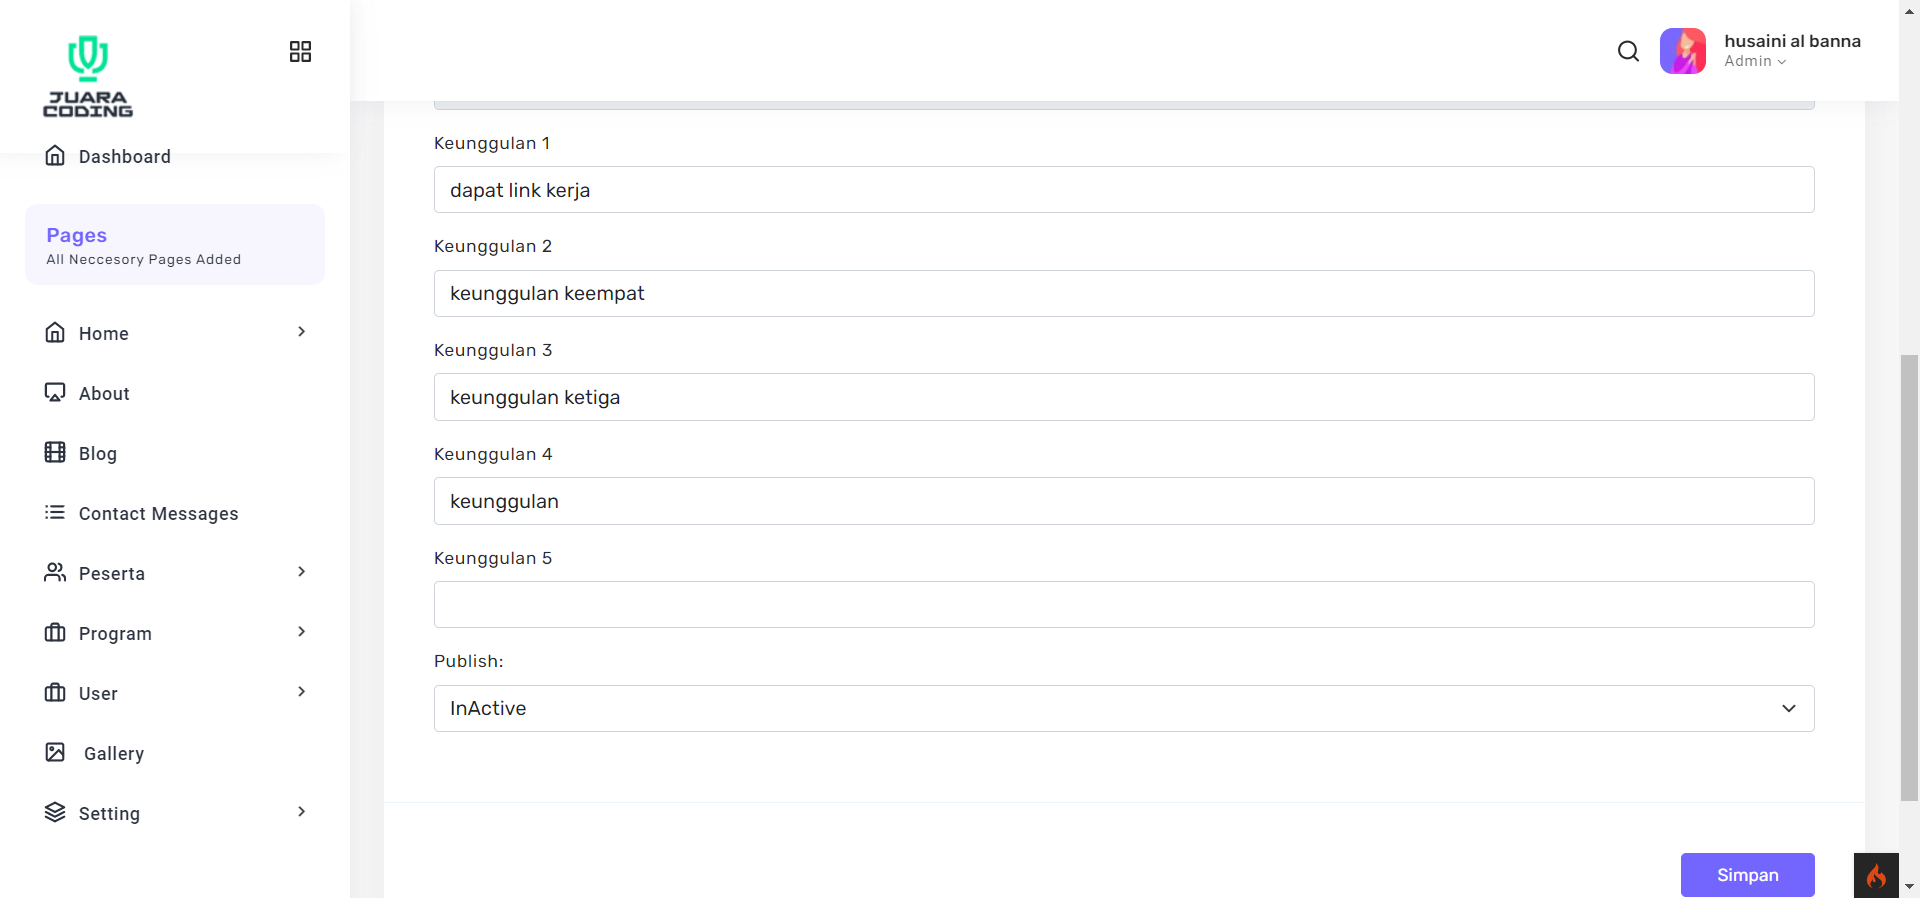 JUARA
CODING
Dashboard
Pages
All Neccesory Pages Added
Home
About
Blog
Contact Messages
Peserta
Program
User
Gallery
Setting
husaini al banna
Admin
Keunggulan 1
dapat link kerja
Keunggulan 2
keunggulan keempat
Keunggulan 3
keunggulan ketiga
Keunggulan 4
keunggulan
Keunggulan 5
Publish:
InActive
Simpan